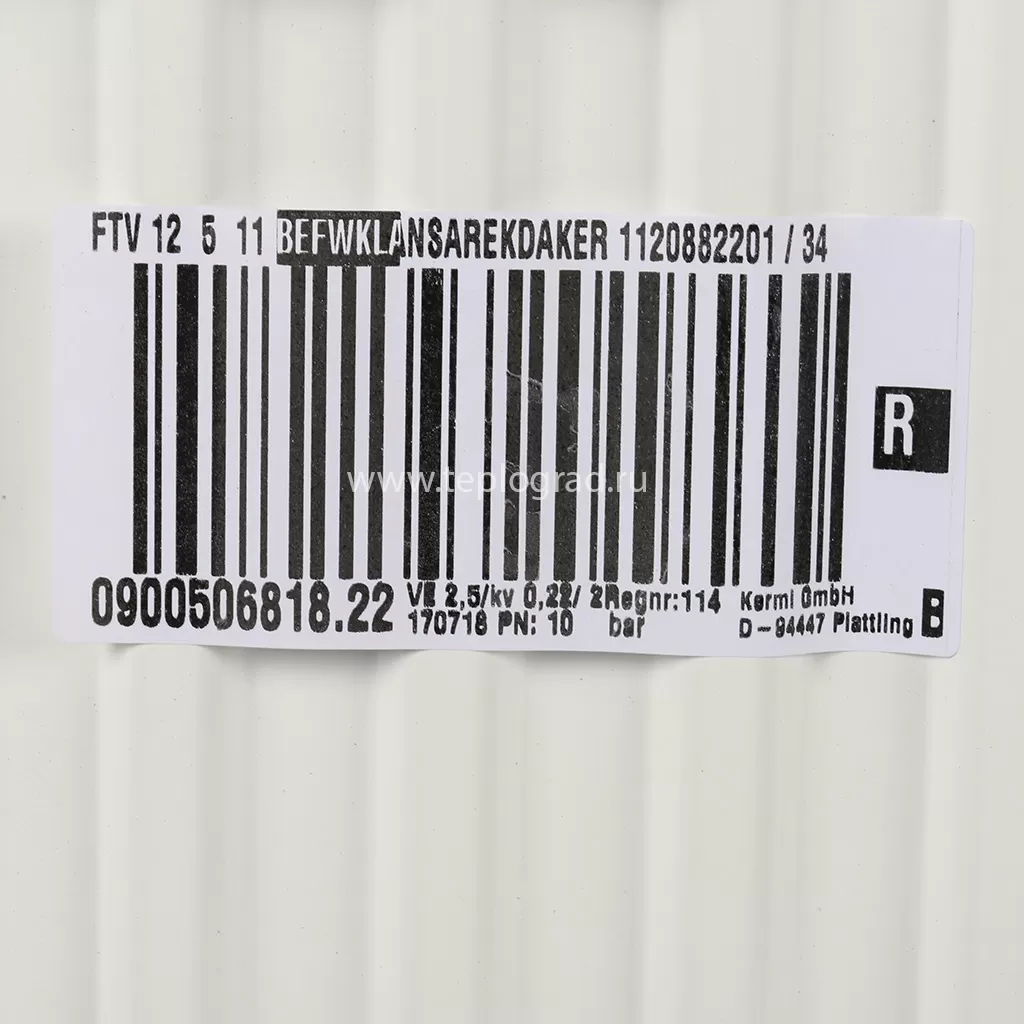 FTV 12 5 11 BEFWKLANSAREKDAKER 1120882201 / 34
R
www.teplograd.ru
0900506818.22
VE 2,5/kv 0,22/ 2Regnr:114
170718 PN: 10 bar
Kermi GmbH
D-94447 Plattling
B